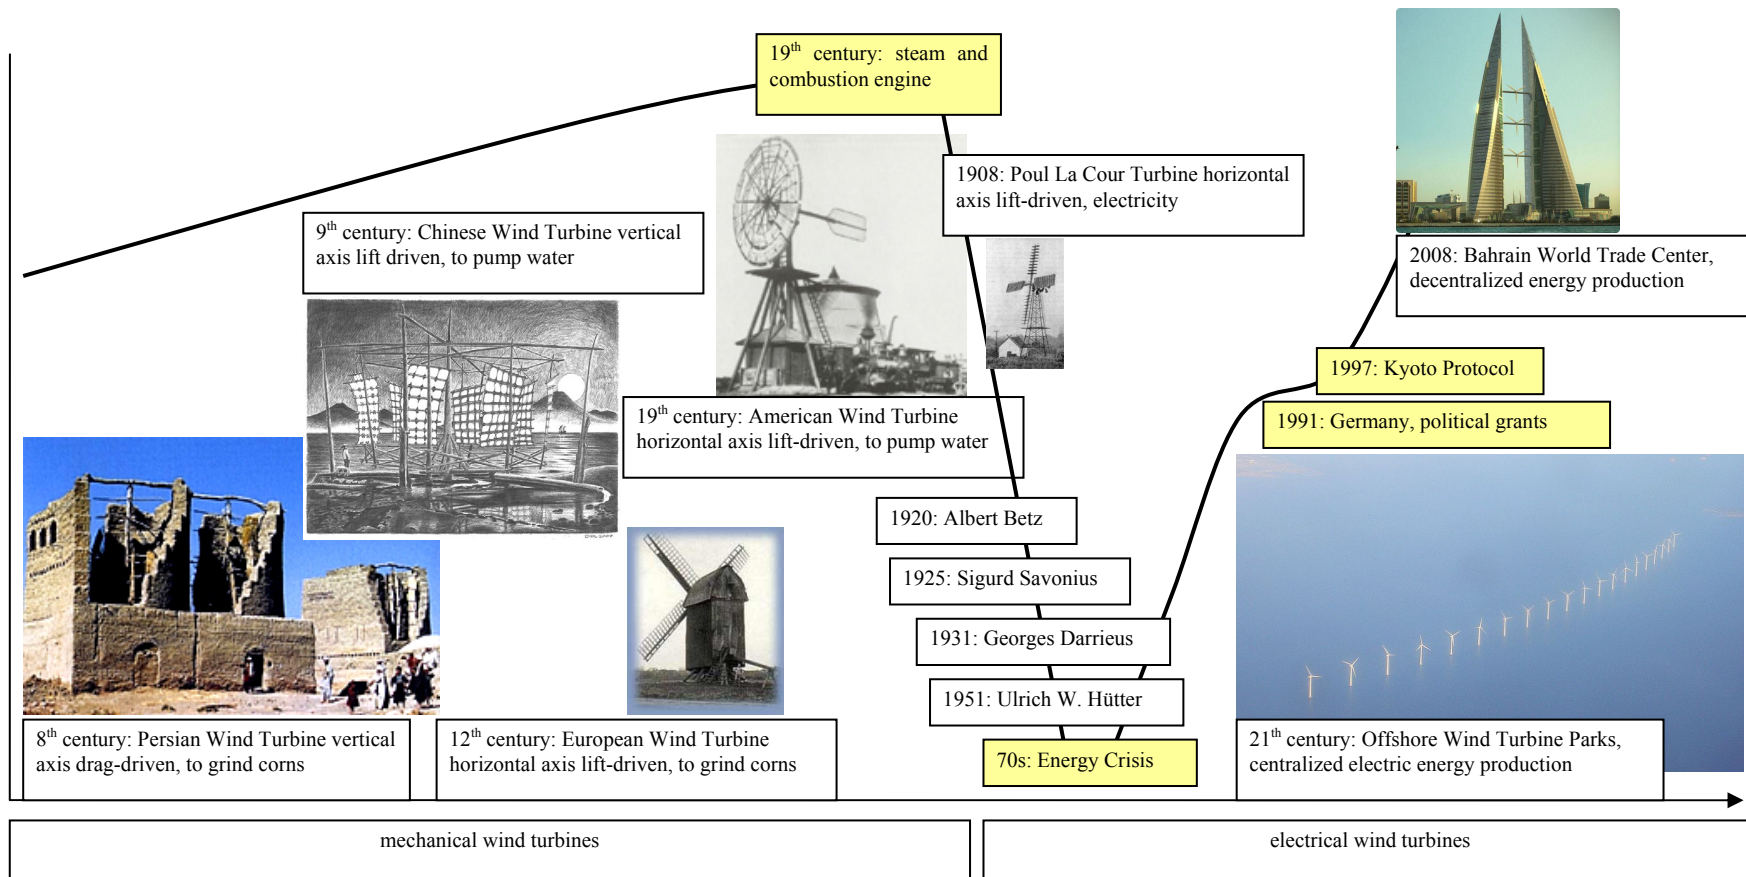 19th century: steam and
combustion engine
1908: Poul La Cour Turbine horizontal
axis lift-driven, electricity
9th century: Chinese Wind Turbine vertical
axis lift driven, to pump water
2008: Bahrain World Trade Center,
decentralized energy production
1997: Kyoto Protocol
1991: Germany, political grants
19th century: American Wind Turbine
horizontal axis lift-driven, to pump water
1920: Albert Betz
1925: Sigurd Savonius
1931: Georges Darrieus
1951: Ulrich W. Hütter
70s: Energy Crisis
8th century: Persian Wind Turbine vertical
axis drag-driven, to grind corns
12th century: European Wind Turbine
horizontal axis lift-driven, to grind corns
21th century: Offshore Wind Turbine Parks,
centralized electric energy production
mechanical wind turbines
electrical wind turbines